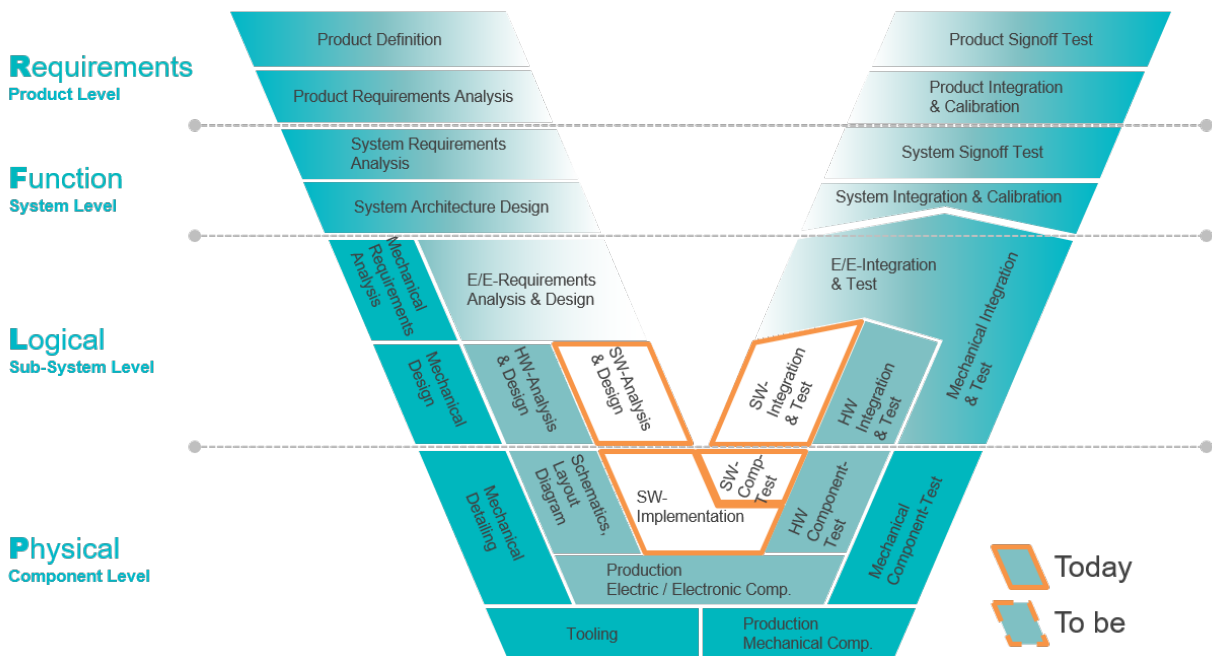 Requirements
Product Level
Function
System Level
Logical
Sub-System Level
Physical
Component Level
Product Definition
Product Requirements Analysis
System Requirements
Analysis
System Architecture Design
Mechanical
Requirements
Analysis
E/E-Requirements
Analysis & Design
Mechanical
Design
HW-Analysis
& Design
SW-Analysis
& Design
Mechanical
Detailing
Schematics,
Layout
Diagram
SW-
Implementation
Production
Electric / Electronic Comp.
Tooling
Production
Mechanical Comp.
SW-
Comp-
Test
HW
Component-
Test
Mechanical
Component-Test
SW-
Integration
& Test
HW
Integration
& Test
Mechanical Integration
& Test
E/E-Integration
& Test
System Integration & Calibration
System Signoff Test
Product Integration
& Calibration
Product Signoff Test
Today
To be